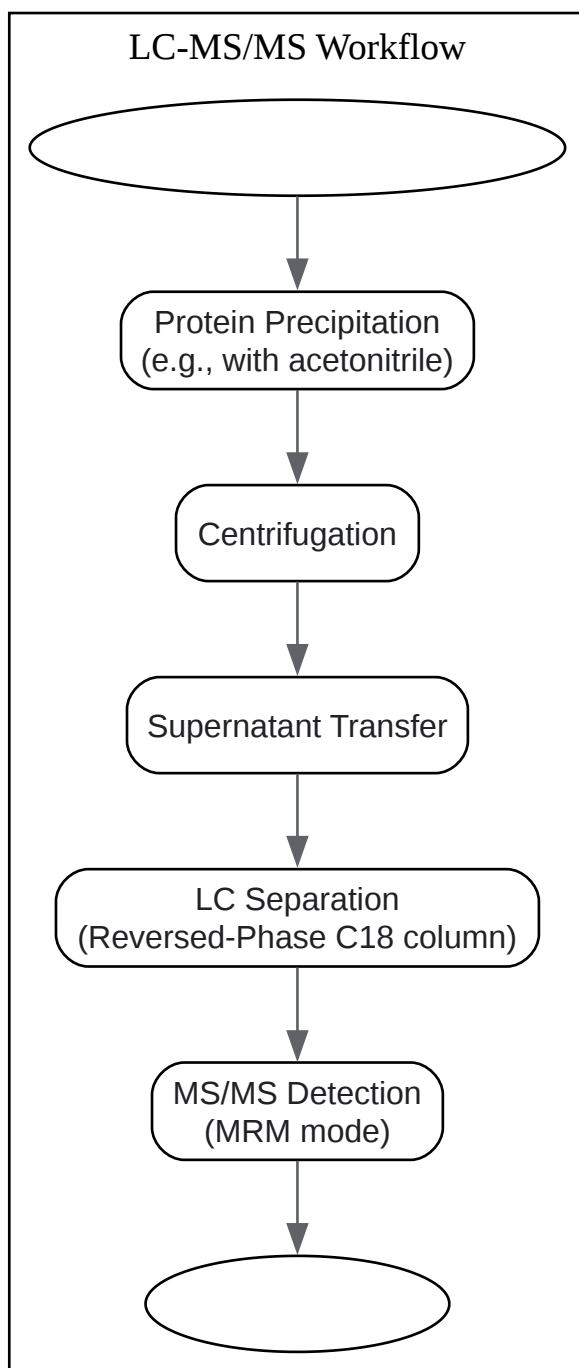 LC-MS/MS Workflow
Protein Precipitation
(e.g., with acetonitrile)
Centrifugation
Supernatant Transfer
LC Separation
(Reversed-Phase C18 column)
MS/MS Detection
(MRM mode)